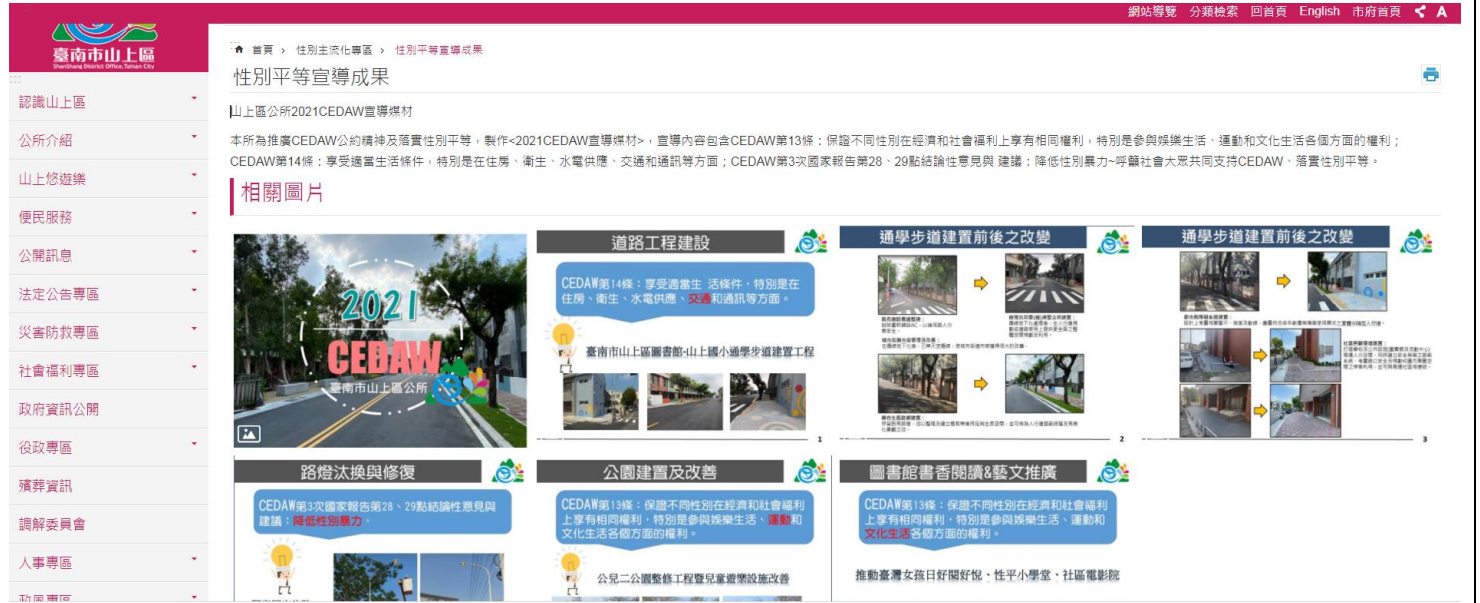 網站導覽 分類檢索 回首頁 English 市府首頁
臺南市山上區
ShanShang District Office,Tainan City
:::
認識山上區
公所介紹
山上悠遊樂
便民服務
公開訊息
法定公告專區
災害防救專區
社會福利專區
政府資訊公開
役政專區
殯葬資訊
調解委員會
人事專區
政風專區
首頁 › 性別主流化專區 › 性別平等宣導成果
性別平等宣導成果
山上區公所2021CEDAW宣導媒材
本所為推廣CEDAW公約精神及落實性別平等，製作<2021CEDAW宣導媒材>，宣導內容包含CEDAW第13條：保證不同性別在經濟和社會福利上享有相同權利，特別是參與娛樂生活、運動和文化生活各個方面的權利；
CEDAW第14條：享受適當生活條件，特別是在住房、衛生、水電供應、交通和通訊等方面；CEDAW第3次國家報告第28、29點結論性意見與 建議：降低性別暴力~呼籲社會大眾共同支持CEDAW、落實性別平等。
相關圖片
2021
CEDAW
臺南市山上區公所
道路工程建設
CEDAW第14條：享受適當生 活條件，特別是在
住房、衛生、水電供應、交通和通訊等方面。
臺南市山上區圖書館-山上國小通學步道建置工程
1
通學步道建置前後之改變
2
通學步道建置前後之改變
3
路燈汰換與修復
CEDAW第3次國家報告第28、29點結論性意見與
建議：降低性別暴力。
公園建置及改善
CEDAW第13條：保證不同性別在經濟和社會福利
上享有相同權利，特別是參與娛樂生活、運動和
文化生活各個方面的權利。
公兒二公園整修工程暨兒童遊樂設施改善
圖書館書香閱讀&藝文推廣
CEDAW第13條：保證不同性別在經濟和社會福利
上享有相同權利，特別是參與娛樂生活、運動和
文化生活各個方面的權利。
推動臺灣女孩日好閱好悅、性平小學堂、社區電影院